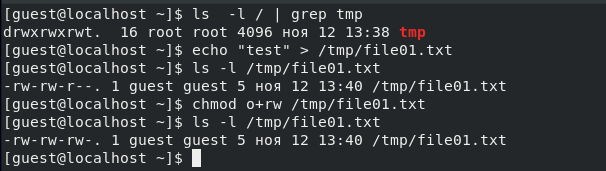 [guest@localhost ~]$ ls  -l / | grep tmp
drwxrwxrwt.  16 root root 4096 ноя 12 13:38 tmp
[guest@localhost ~]$ echo "test" > /tmp/file01.txt
[guest@localhost ~]$ ls -l /tmp/file01.txt
-rw-rw-r--. 1 guest guest 5 ноя 12 13:40 /tmp/file01.txt
[guest@localhost ~]$ chmod o+rw /tmp/file01.txt
[guest@localhost ~]$ ls -l /tmp/file01.txt
-rw-rw-rw-. 1 guest guest 5 ноя 12 13:40 /tmp/file01.txt
[guest@localhost ~]$